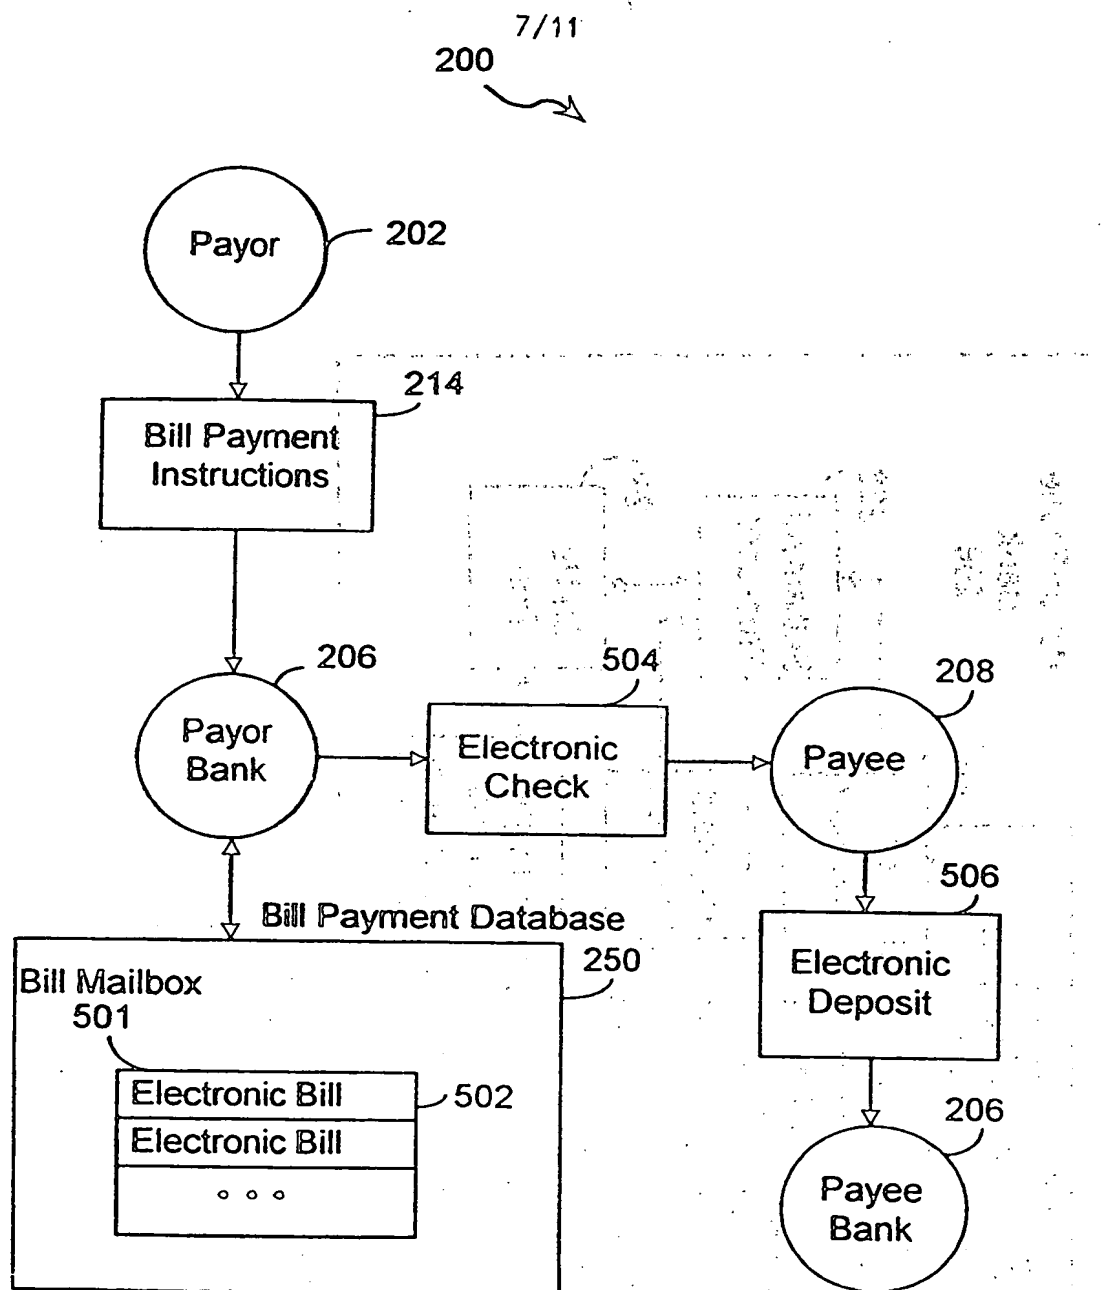 7/11
200
Payor
202
214
Bill Payment
Instructions
206
504
208
Payor
Bank
Electronic
Check
Payee
506
Bill Payment Database
250
Electronic
Deposit
Bill Mailbox
501
Electronic Bill
502
Electronic Bill
206
Payee
Bank